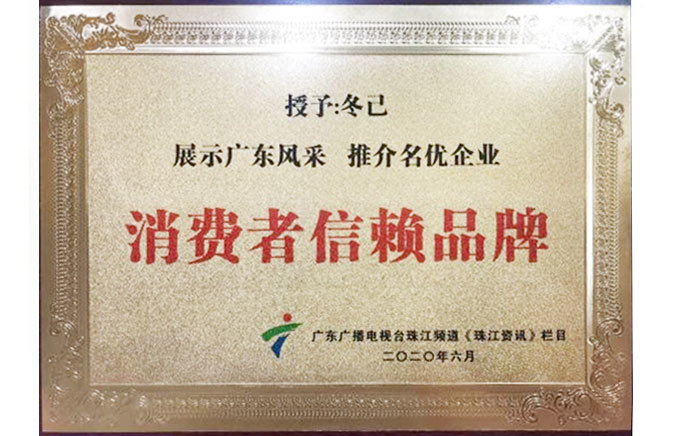 授予:冬己
展示广东风采 推介名优企业
消费者信赖品牌
广东广播电视台珠江频道《珠江资讯》栏目
二〇二〇年六月